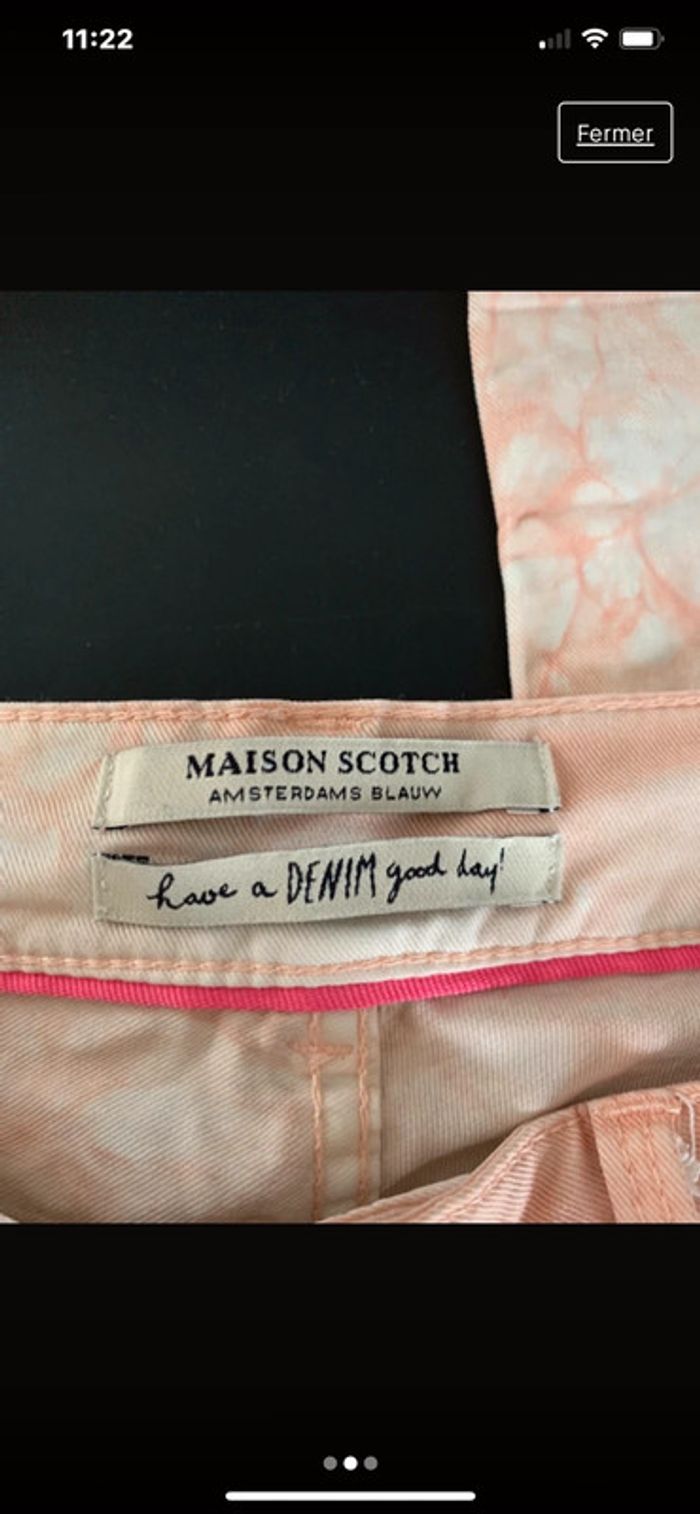 11:22
Fermer
MAISON SCOTCH
AMSTERDAMS BLAUW
have a DENIM good day!